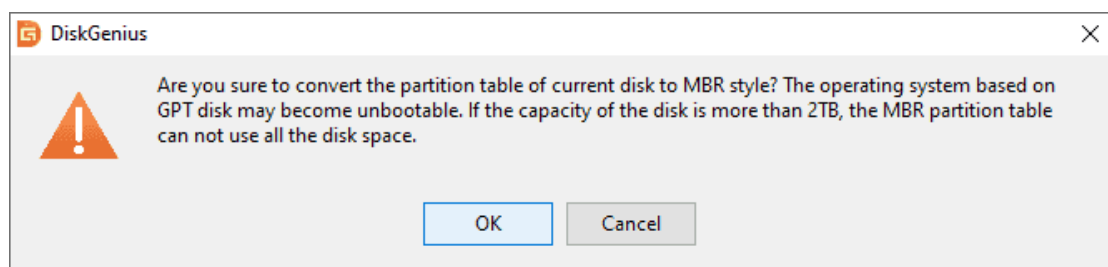 DiskGenius
Are you sure to convert the partition table of current disk to MBR style? The operating system based on
GPT disk may become unbootable. If the capacity of the disk is more than 2TB, the MBR partition table
can not use all the disk space.
OK
Cancel